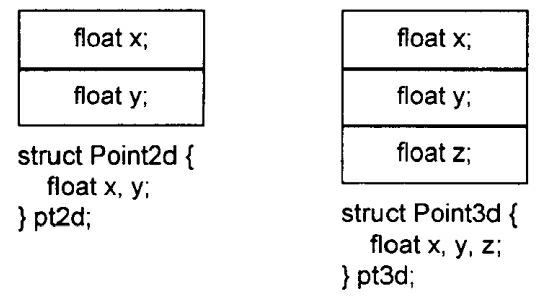 float x;
float y;
struct Point2d {
float x, y;
} pt2d;
float x;
float y;
float z;
struct Point3d {
float x, y, z;
} pt3d;